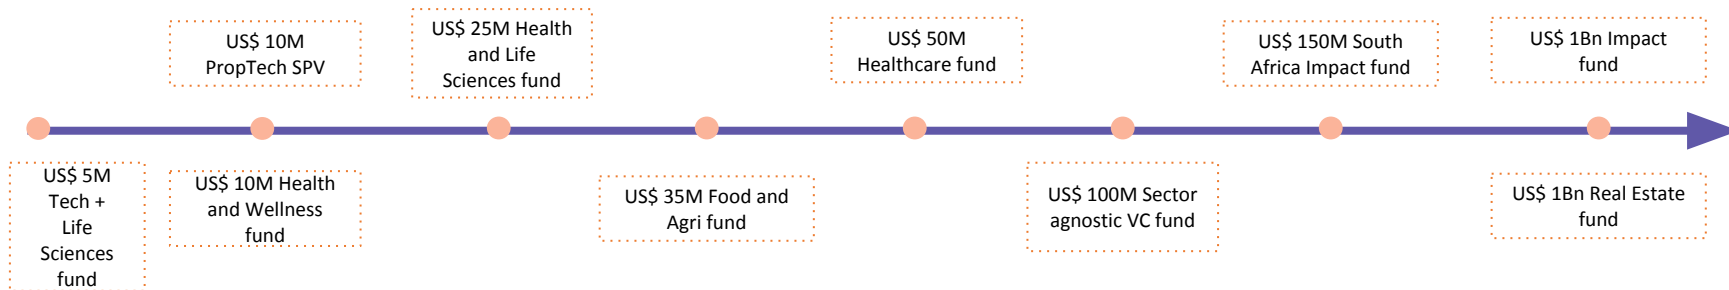 US$ 10M
PropTech SPV
US$ 25M Health
and Life
Sciences fund
US$ 50M
Healthcare fund
US$ 150M South
Africa Impact fund
US$ 1Bn Impact
fund
US$ 5M
Tech +
Life
Sciences
fund
US$ 10M Health
and Wellness
fund
US$ 35M Food and
Agri fund
US$ 100M Sector
agnostic VC fund
US$ 1Bn Real Estate
fund